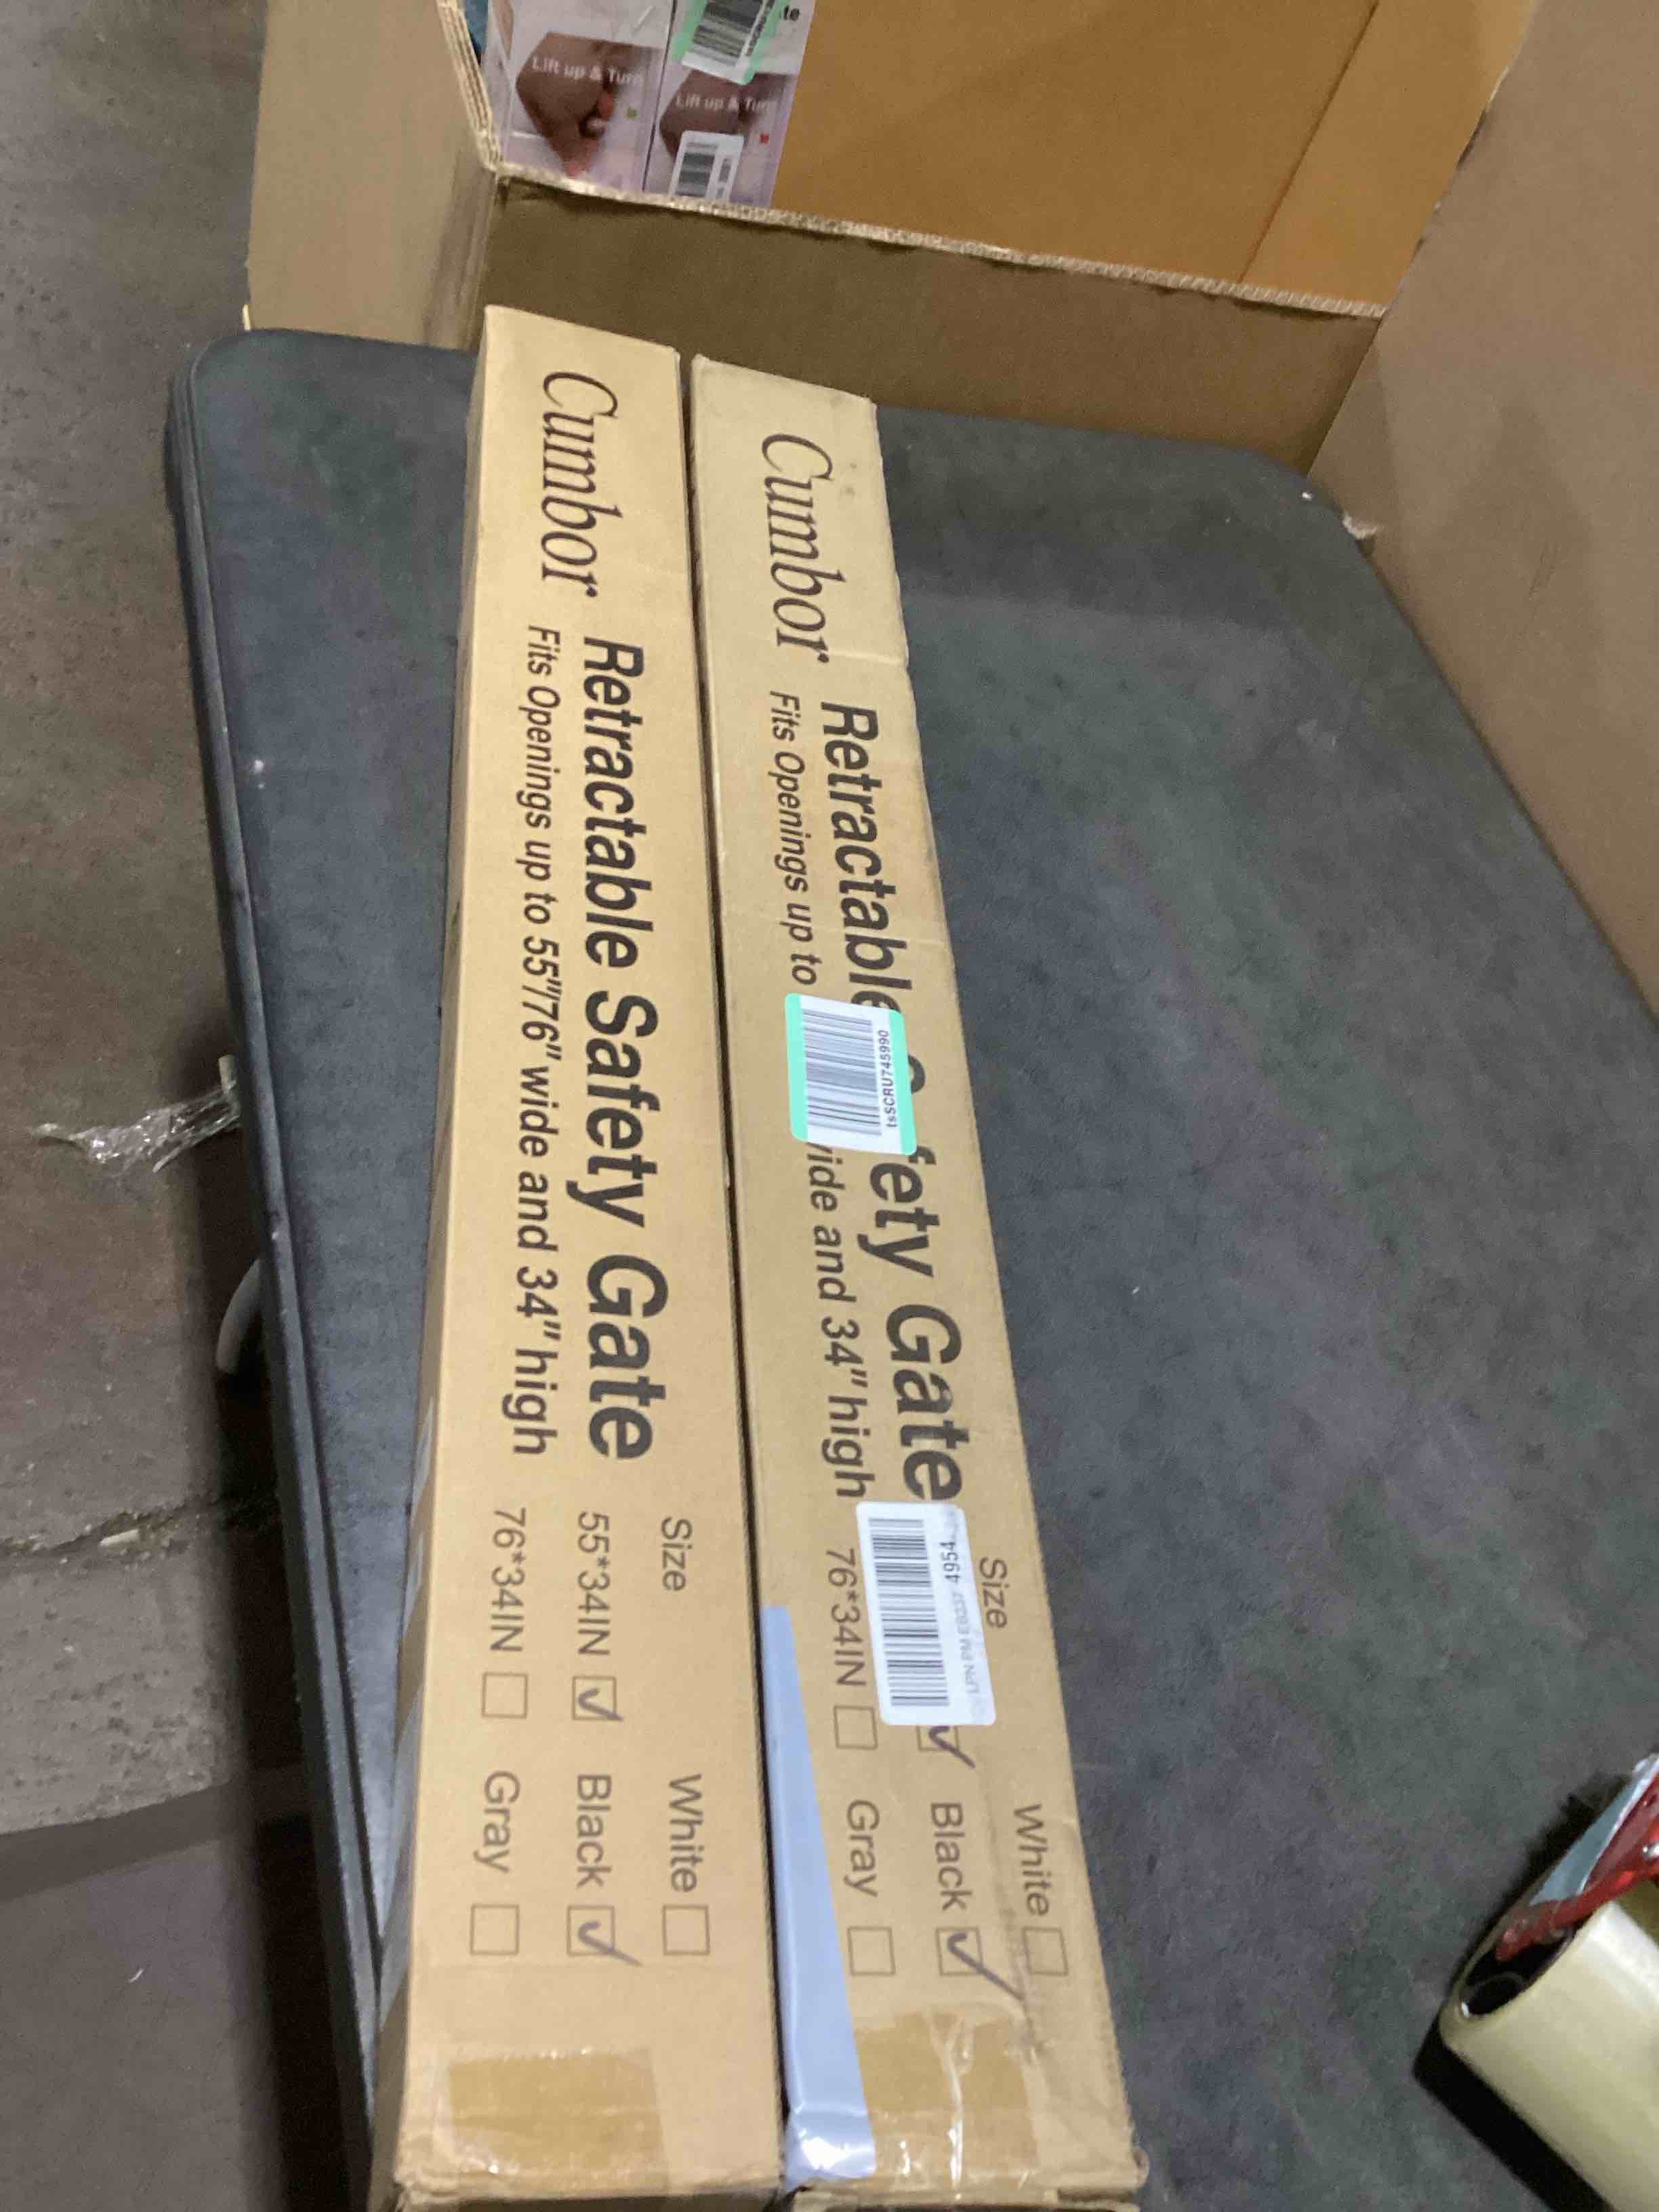 Lift up & Turn
Lift up & Turn
Cumbor
Retractable Safety Gate
Fits Openings up to 55"/76" wide and 34" high
Size
55*34IN ✓
76*34IN
White
Black ✓
Gray
Cumbor
Retractable fety Gate
Fits Openings up to wide and 34" high
Size
76*34IN
White
Black ✓
Gray
4954